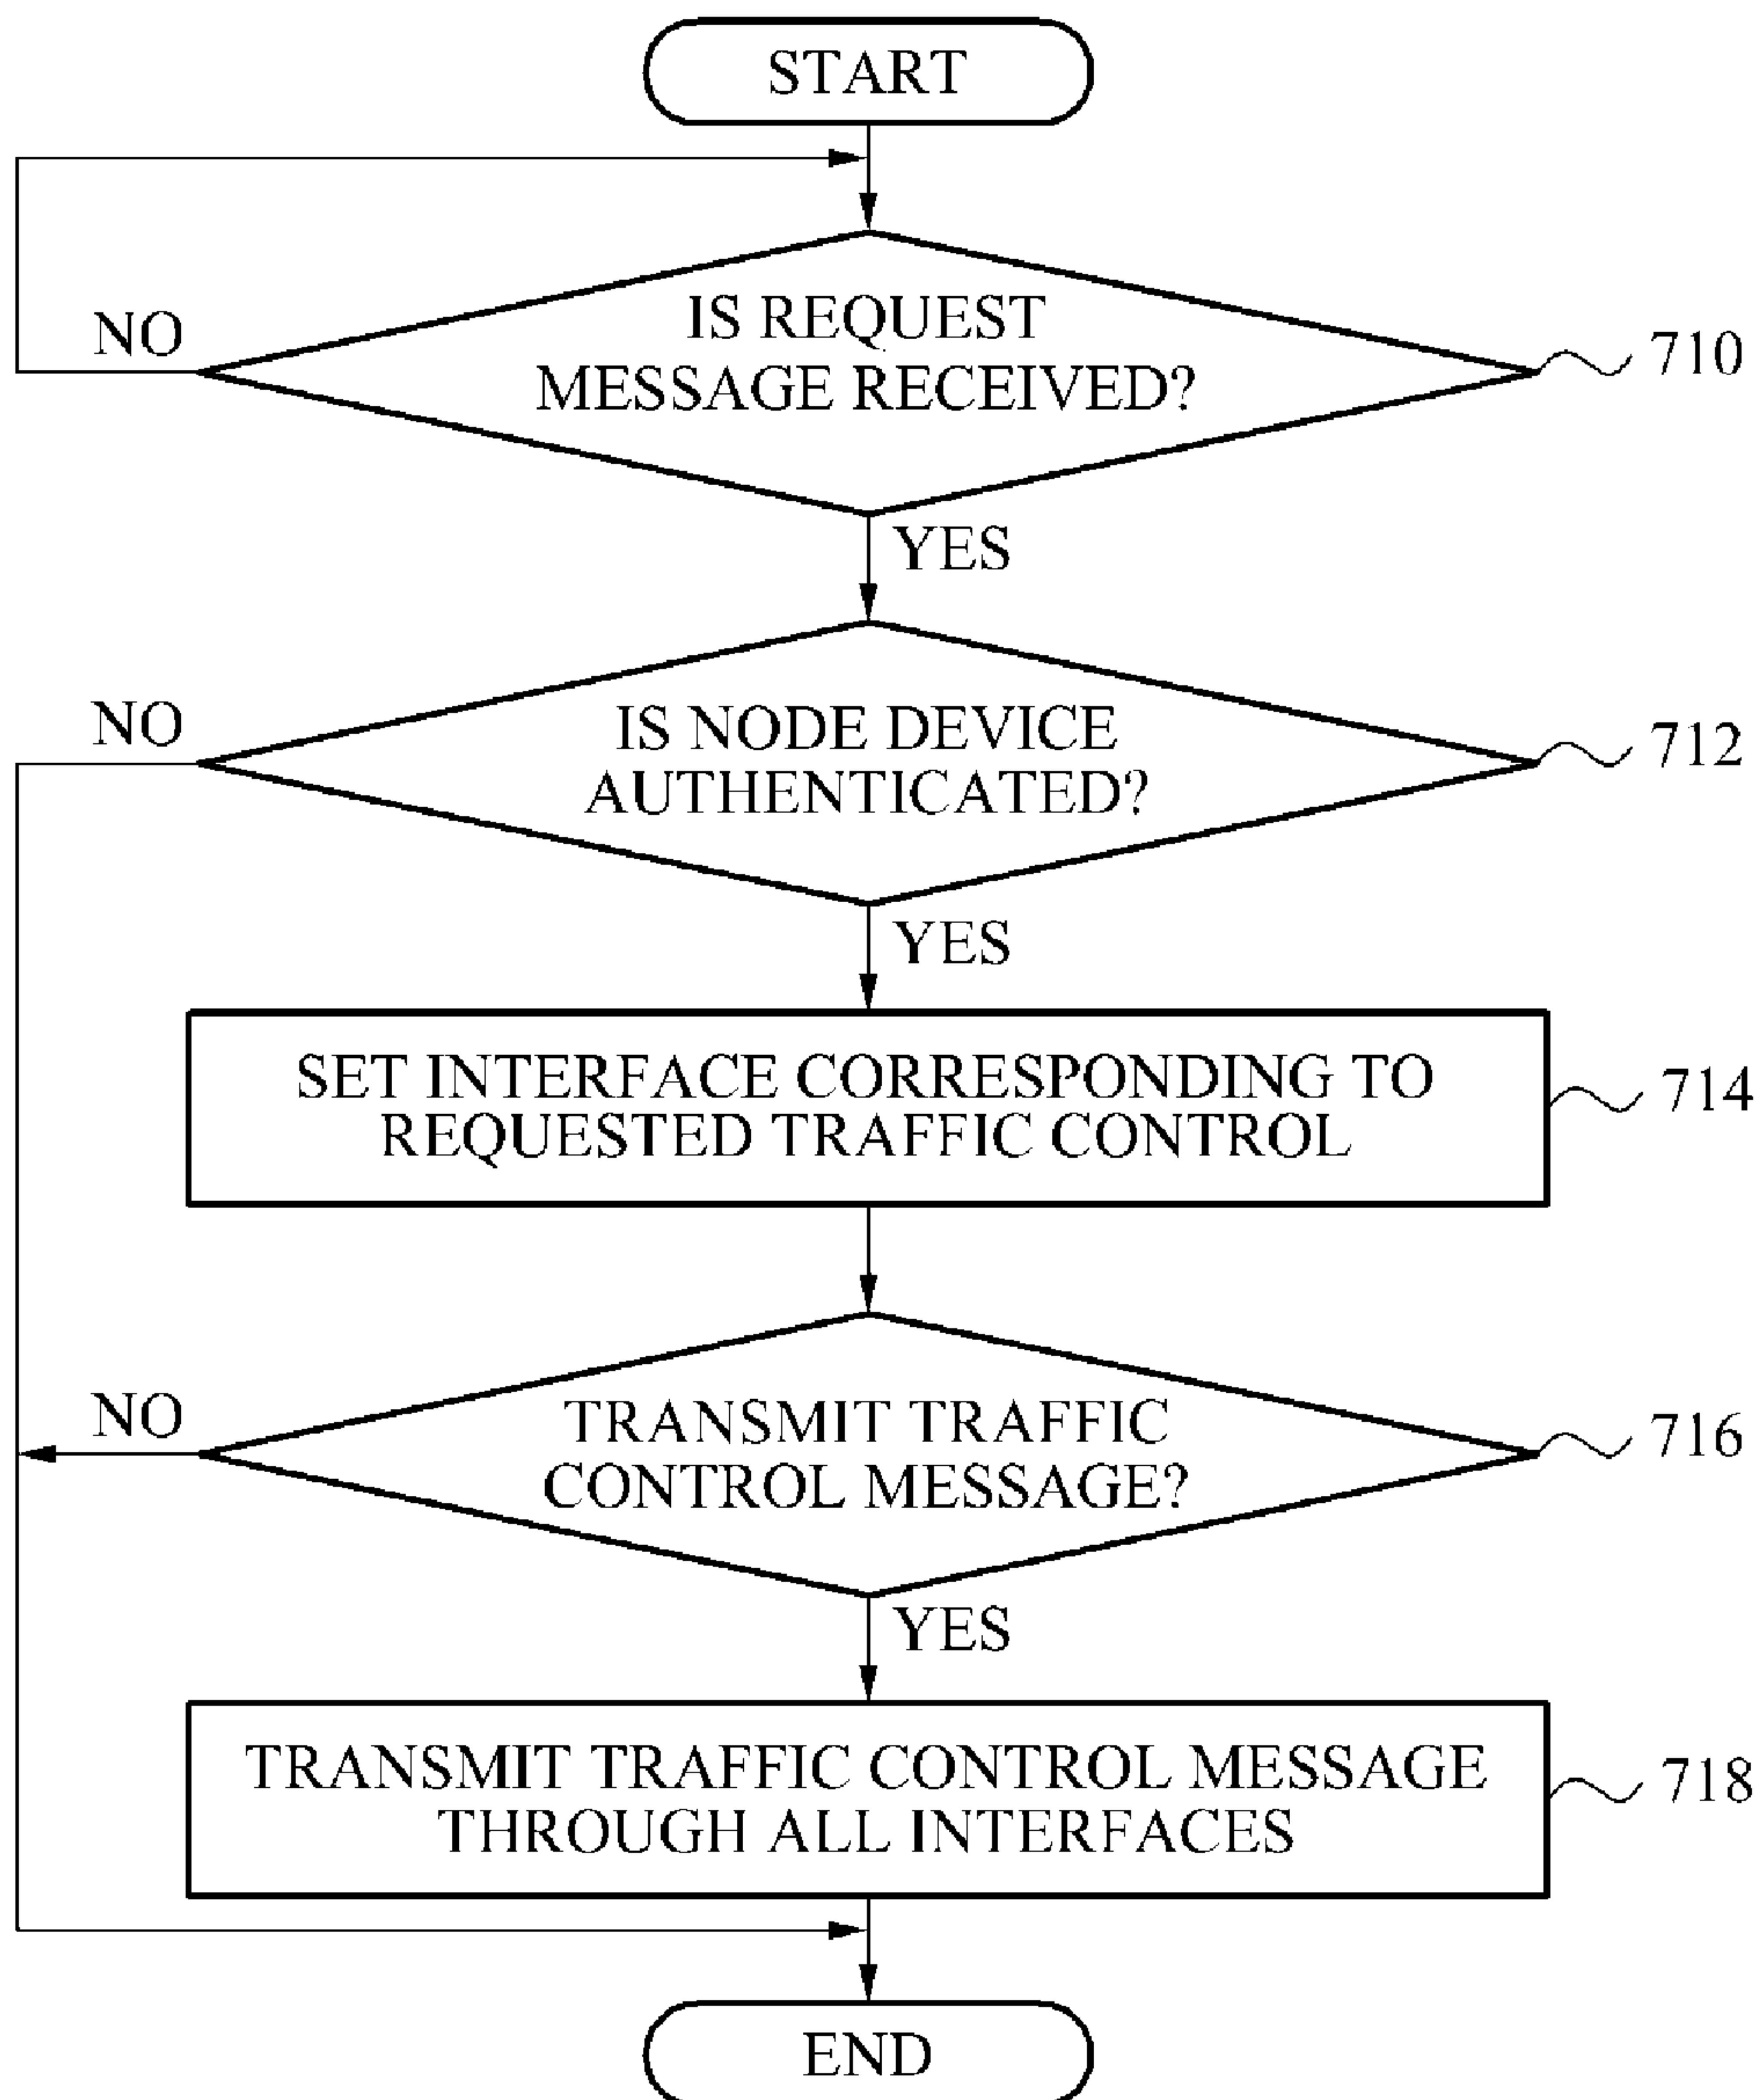 START
IS REQUEST
MESSAGE RECEIVED?
NO
710
YES
IS NODE DEVICE
AUTHENTICATED?
NO
712
YES
SET INTERFACE CORRESPONDING TO
REQUESTED TRAFFIC CONTROL
714
TRANSMIT TRAFFIC
CONTROL MESSAGE?
NO
716
YES
TRANSMIT TRAFFIC CONTROL MESSAGE
THROUGH ALL INTERFACES
718
END